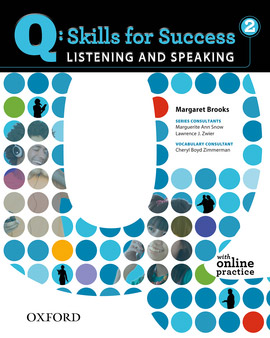 Q: Skills for Success 2
LISTENING AND SPEAKING
Margaret Brooks
SERIES CONSULTANTS
Marguerite Ann Snow
Lawrence J. Zwier
VOCABULARY CONSULTANT
Cheryl Boyd Zimmerman
with online
practice
OXFORD